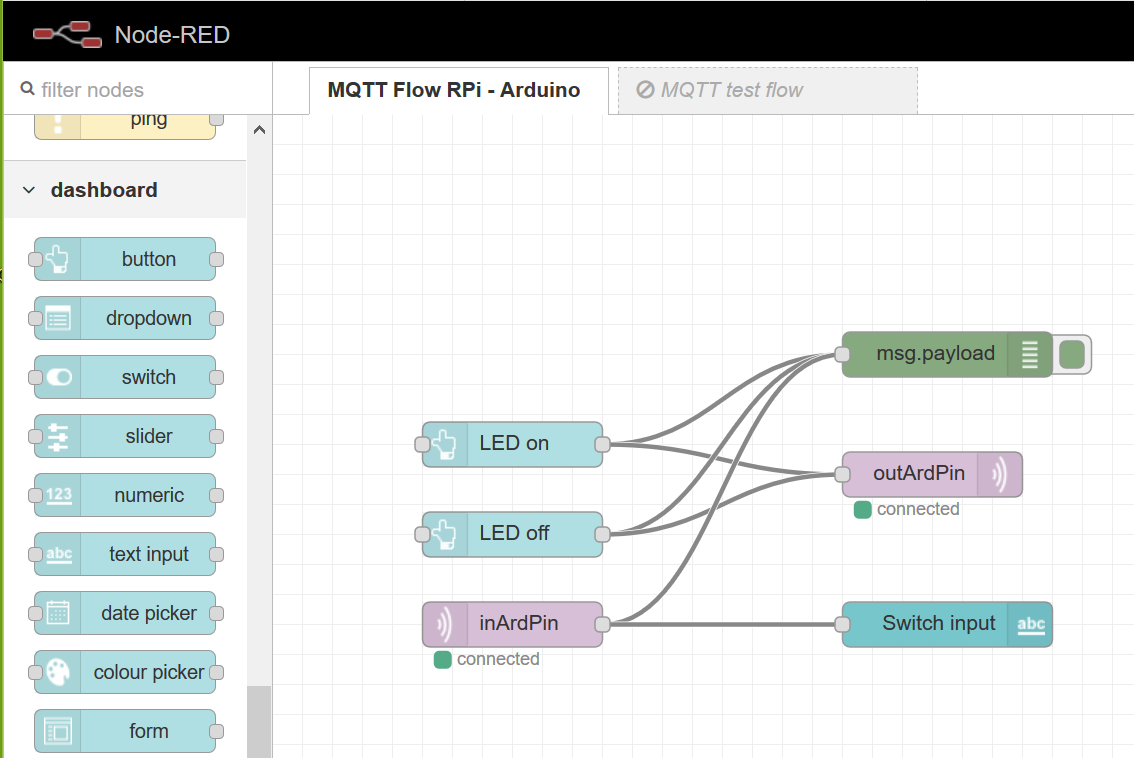 Node-RED
filter nodes
MQTT Flow RPi - Arduino
MQTT test flow
ping
dashboard
button
dropdown
switch
slider
123
numeric
abc
text input
date picker
colour picker
form
msg.payload
LED on
outArdPin
connected
LED off
inArdPin
connected
Switch input
abc